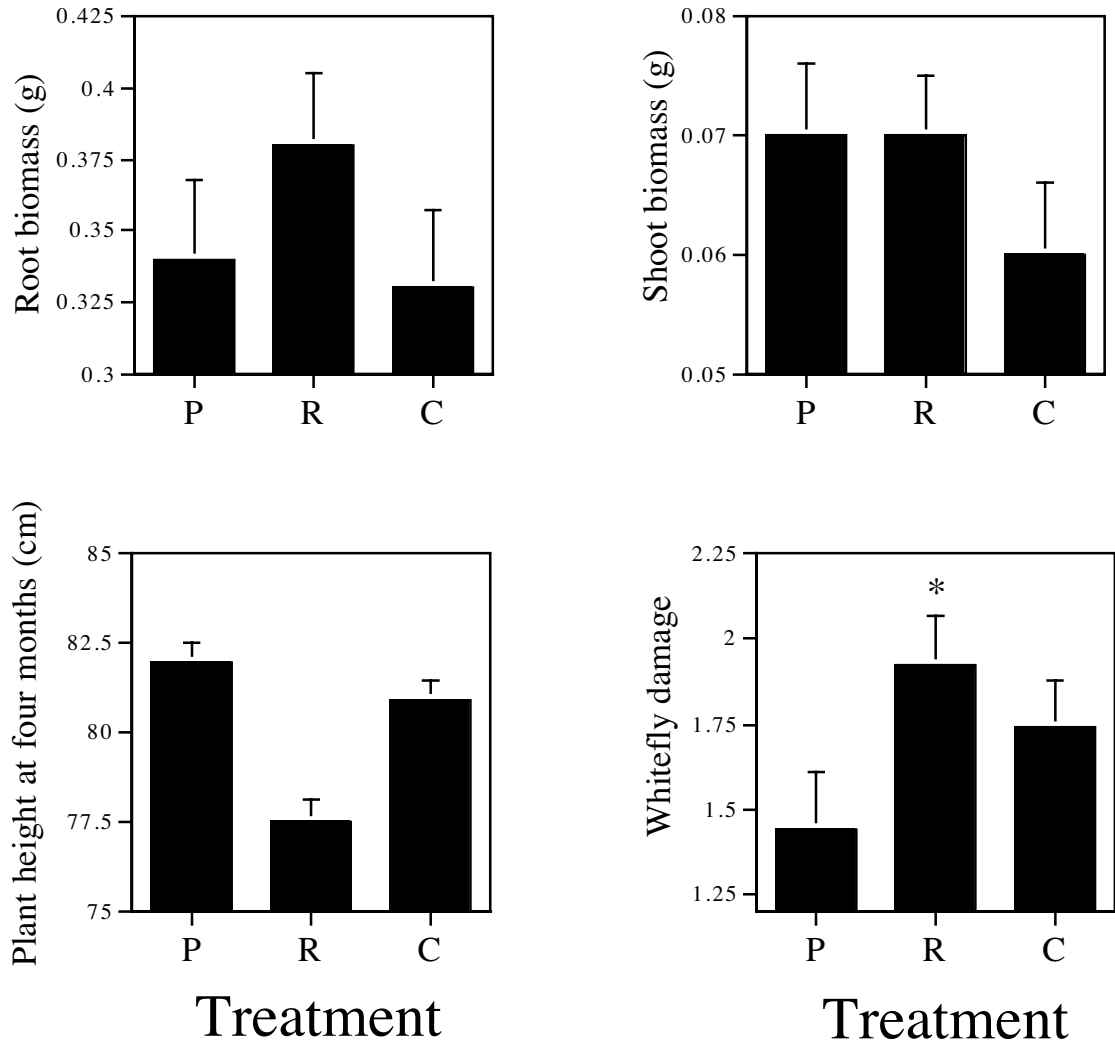 Root biomass (g)
0.425
0.4
0.375
0.35
0.325
0.3
P R C
Shoot biomass (g)
0.08
0.07
0.06
0.05
P R C
Plant height at four months (cm)
85
82.5
80
77.5
75
P R C
Treatment
Whitefly damage
2.25
2
1.75
1.5
1.25
*
P R C
Treatment